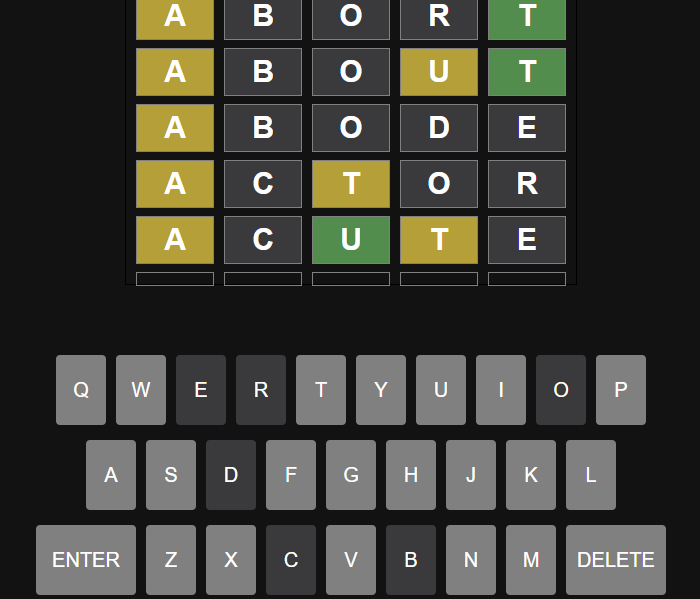 A B O R T
A B O U T
A B O D E
A C T O R
A C U T E
Q W E R T Y U I O P
A S D F G H J K L
ENTER Z X C V B N M DELETE